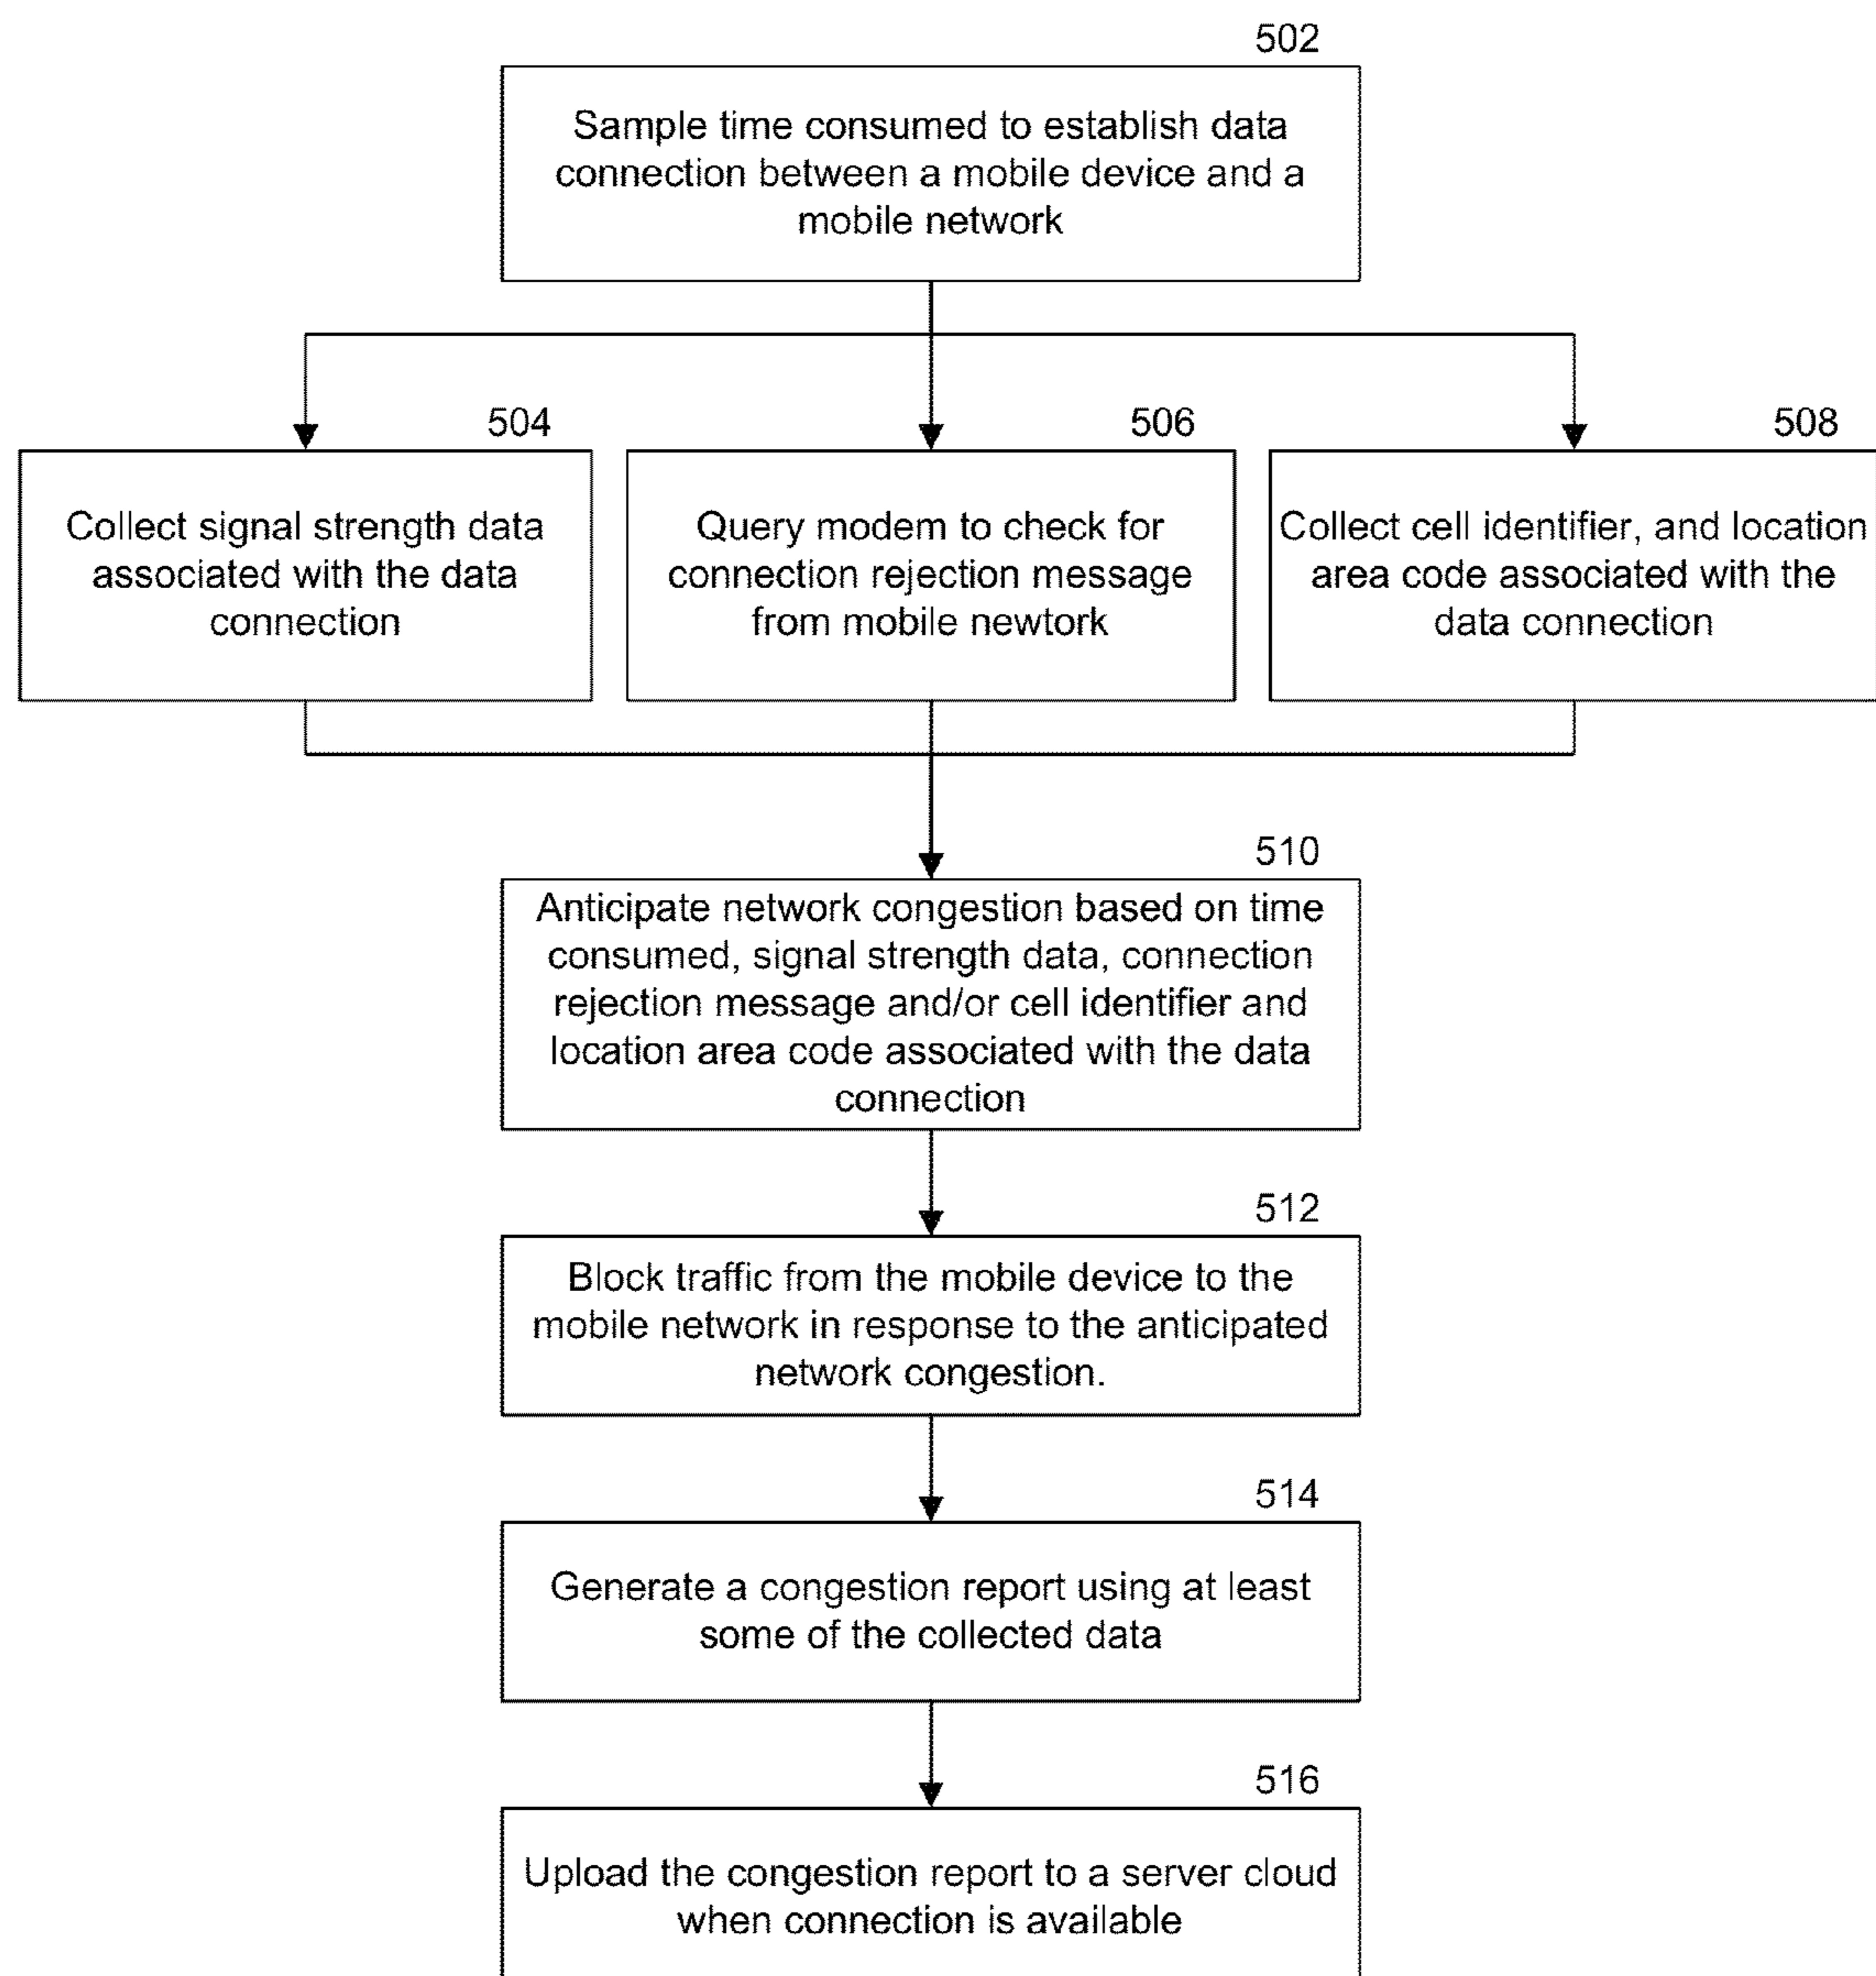 502
Sample time consumed to establish data
connection between a mobile device and a
mobile network
504
Collect signal strength data
associated with the data
connection
506
Query modem to check for
connection rejection message
from mobile newtork
508
Collect cell identifier, and location
area code associated with the
data connection
510
Anticipate network congestion based on time
consumed, signal strength data, connection
rejection message and/or cell identifier and
location area code associated with the data
connection
512
Block traffic from the mobile device to the
mobile network in response to the anticipated
network congestion.
514
Generate a congestion report using at least
some of the collected data
516
Upload the congestion report to a server cloud
when connection is available